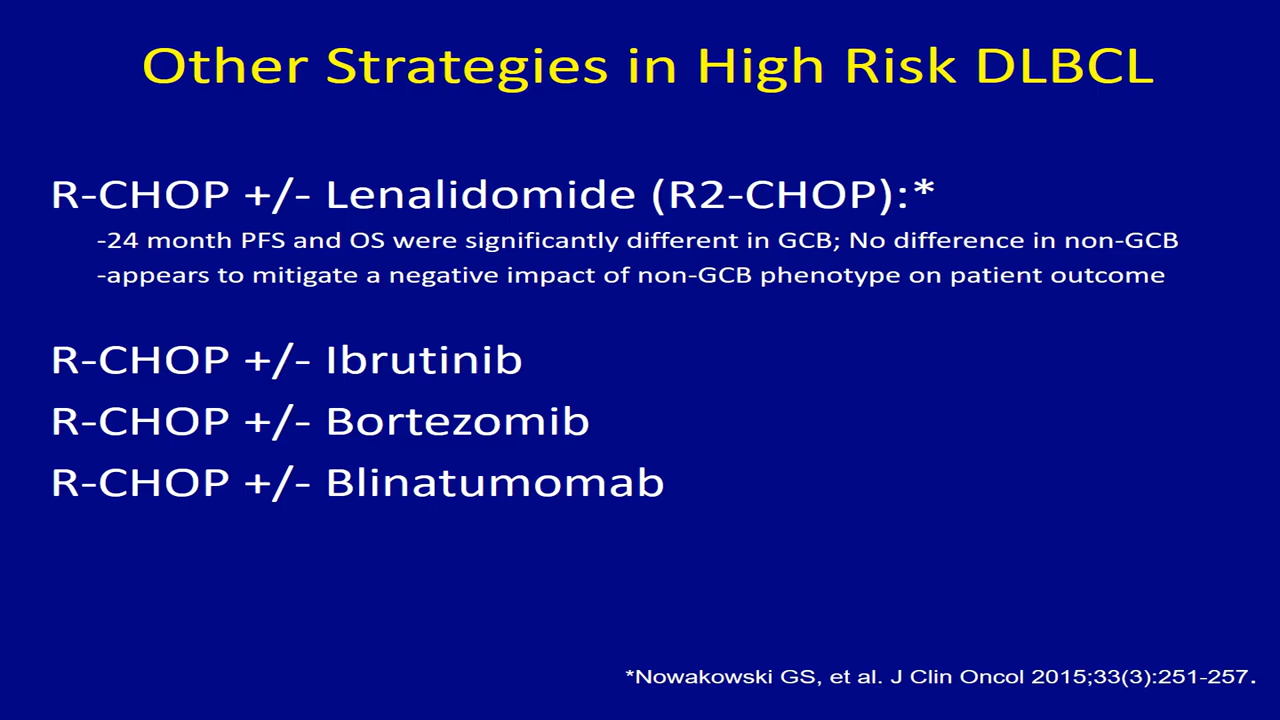 Other Strategies in High Risk DLBCL
R-CHOP +/- Lenalidomide (R2-CHOP):*
-24 month PFS and OS were significantly different in GCB; No difference in non-GCB
-appears to mitigate a negative impact of non-GCB phenotype on patient outcome
R-CHOP +/- Ibrutinib
R-CHOP +/- Bortezomib
R-CHOP +/- Blinatumomab
*Nowakowski GS, et al. J Clin Oncol 2015;33(3):251-257.